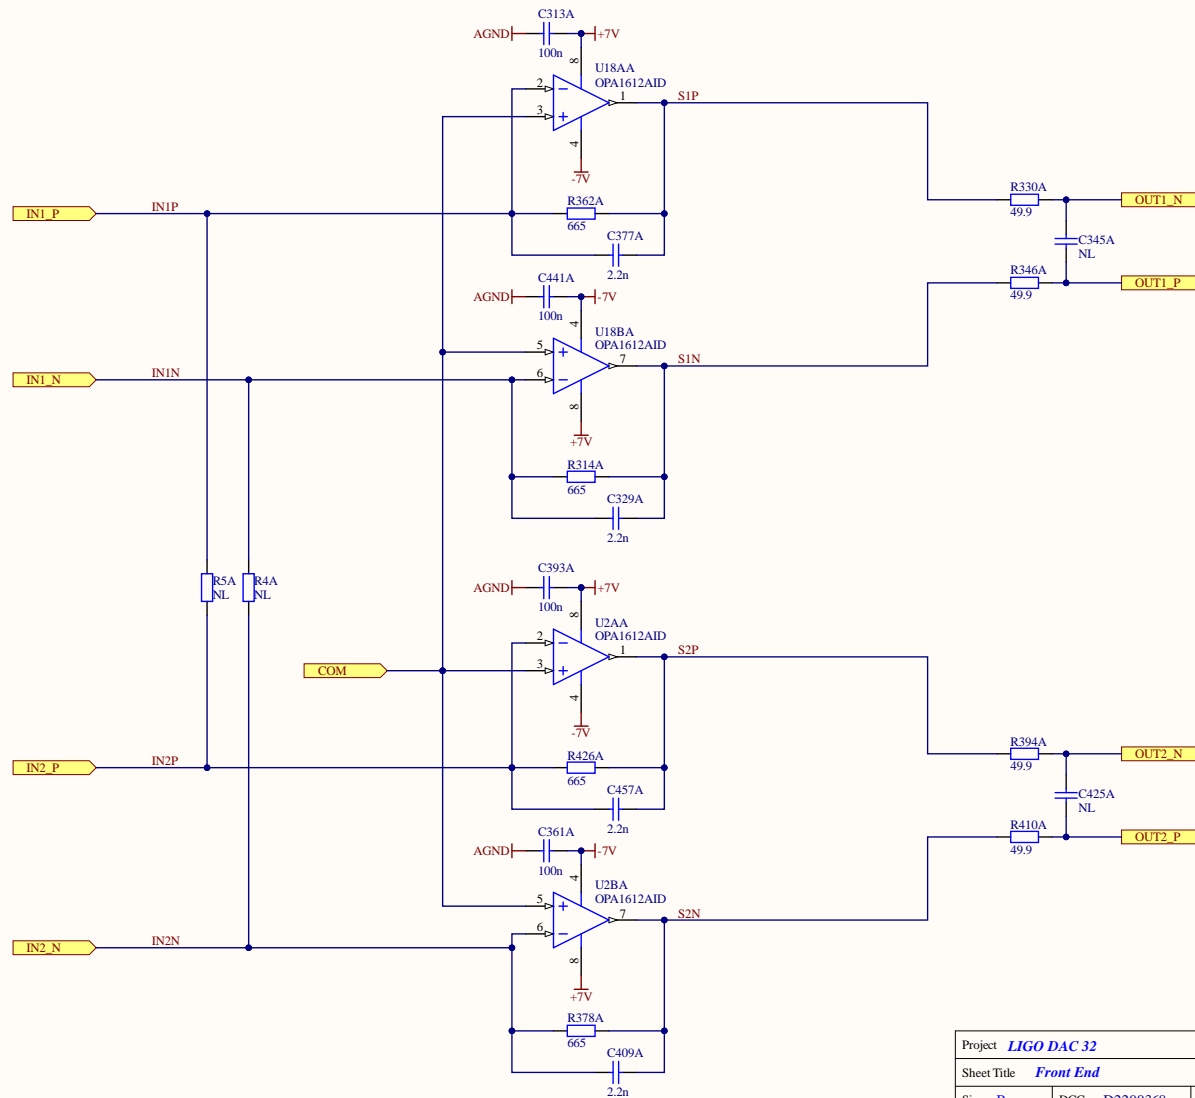 C313A
AGND
+7V
100n
8
U18AA
OPA1612AID
2
1
S1P
3
4
-7V
R330A
49.9
OUT1_N
IN1_P
IN1P
R362A
665
C377A
2.2n
C345A
NL
C441A
AGND
-7V
100n
R346A
49.9
OUT1_P
4
U18BA
OPA1612AID
5
7
S1N
6
IN1_N
IN1N
8
+7V
R314A
665
C329A
2.2n
R5A
NL
R4A
NL
C393A
AGND
+7V
100n
8
U2AA
OPA1612AID
2
1
S2P
3
COM
4
-7V
R394A
49.9
OUT2_N
IN2_P
IN2P
R426A
665
C457A
2.2n
C425A
NL
C361A
AGND
-7V
100n
R410A
49.9
OUT2_P
4
U2BA
OPA1612AID
5
7
S2N
6
IN2_N
IN2N
8
+7V
R378A
665
C409A
2.2n
Project LIGO DAC 32
Sheet Title Front End